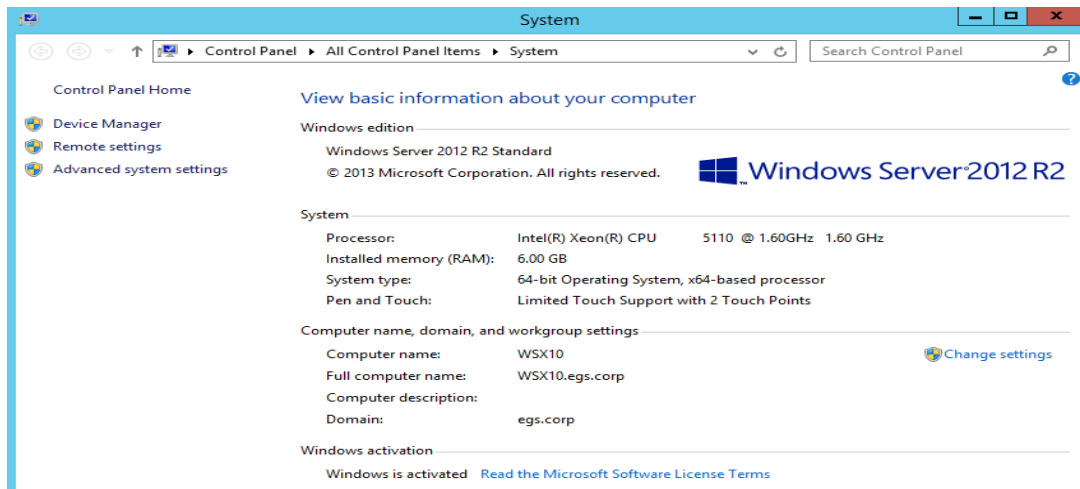 System
Control Panel ▸ All Control Panel Items ▸ System
Search Control Panel
Control Panel Home
Device Manager
Remote settings
Advanced system settings
View basic information about your computer
Windows edition
Windows Server 2012 R2 Standard
© 2013 Microsoft Corporation. All rights reserved.
Windows Server 2012 R2
System
Processor: Intel(R) Xeon(R) CPU 5110 @ 1.60GHz 1.60 GHz
Installed memory (RAM): 6.00 GB
System type: 64-bit Operating System, x64-based processor
Pen and Touch: Limited Touch Support with 2 Touch Points
Computer name, domain, and workgroup settings
Computer name: WSX10
Change settings
Full computer name: WSX10.egs.corp
Computer description:
Domain: egs.corp
Windows activation
Windows is activated Read the Microsoft Software License Terms